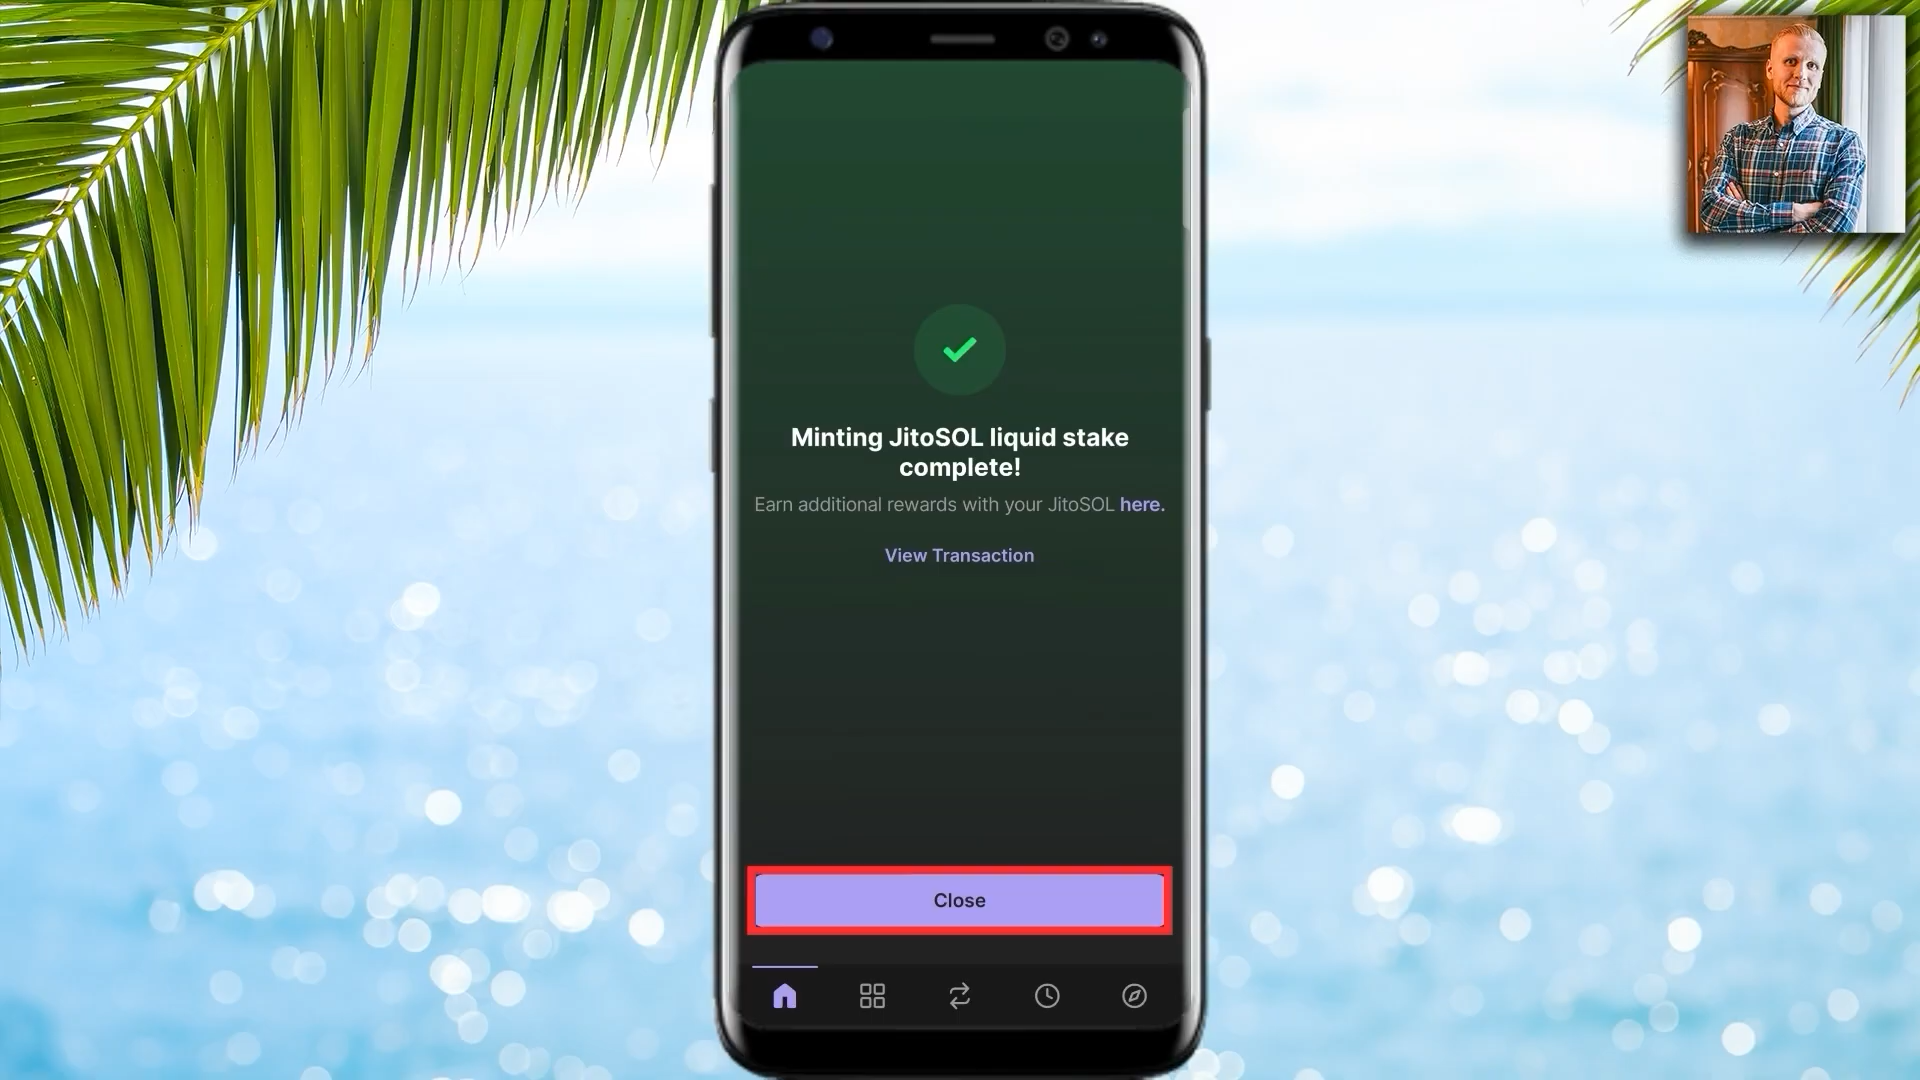 Minting JitoSOL liquid stake
complete!
Earn additional rewards with your JitoSOL here.
View Transaction
Close